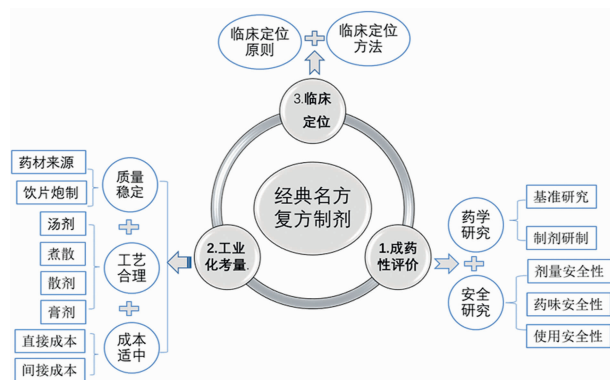 临床定位
原则
临床定位
方法
3.临床
定位
经典名方
复方制剂
2.工业
化考量.
1.成药
性评价
药材来源
饮片炮制
质量
稳定
汤剂
煮散
散剂
膏剂
工艺
合理
直接成本
间接成本
成本
适中
药学
研究
基准研究
制剂研制
安全
研究
剂量安全性
药味安全性
使用安全性